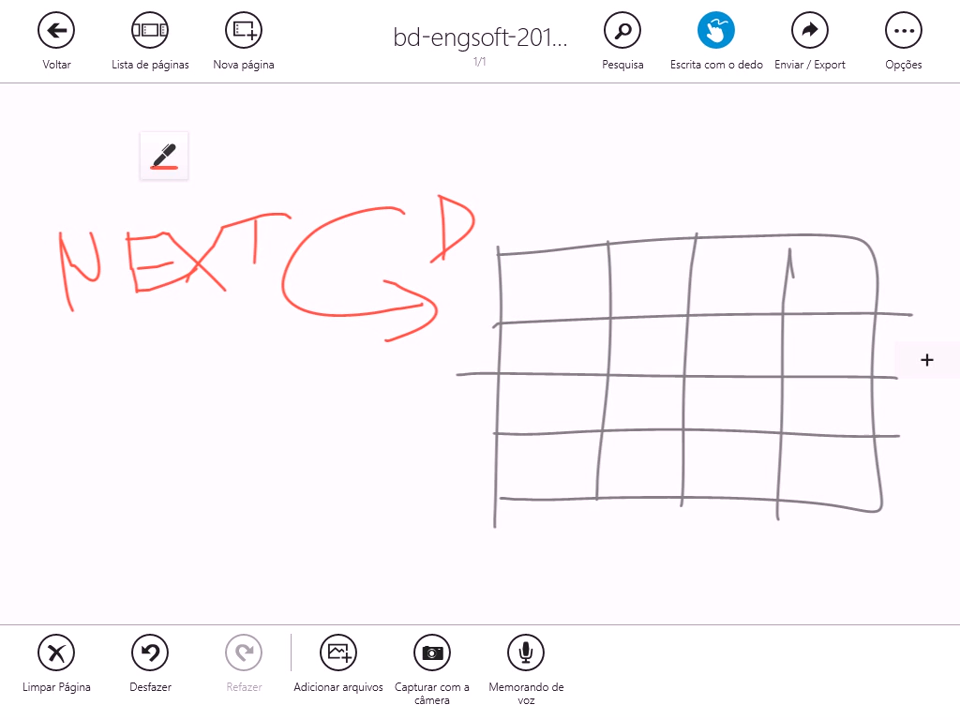 bd-engsoft-201...
1/1
Voltar
Lista de páginas
Nova página
Pesquisa
Escrita com o dedo
Enviar / Export
Opções
NEXT D
Limpar Página
Desfazer
Refazer
Adicionar arquivos
Capturar com a
câmera
Memorando de
voz